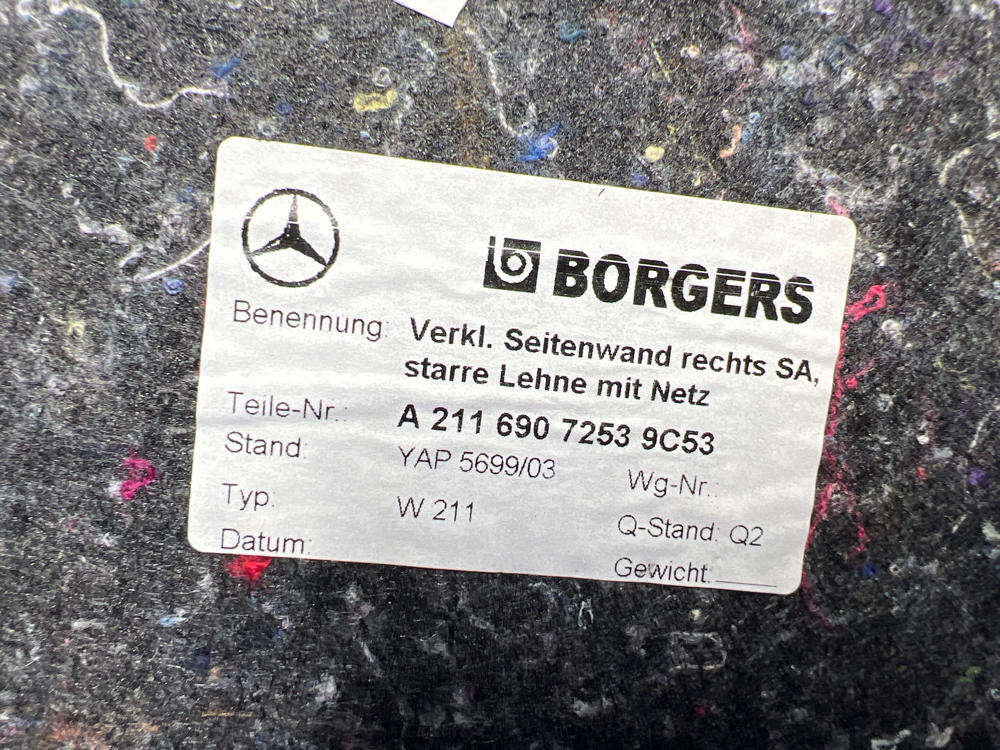 BORGERS
Benennung: Verkl. Seitenwand rechts SA,
starre Lehne mit Netz
Teile-Nr.: A 211 690 7253 9C53
Stand: YAP 5699/03 Wg-Nr.:
Typ. W 211 Q-Stand: Q2
Datum: Gewicht: